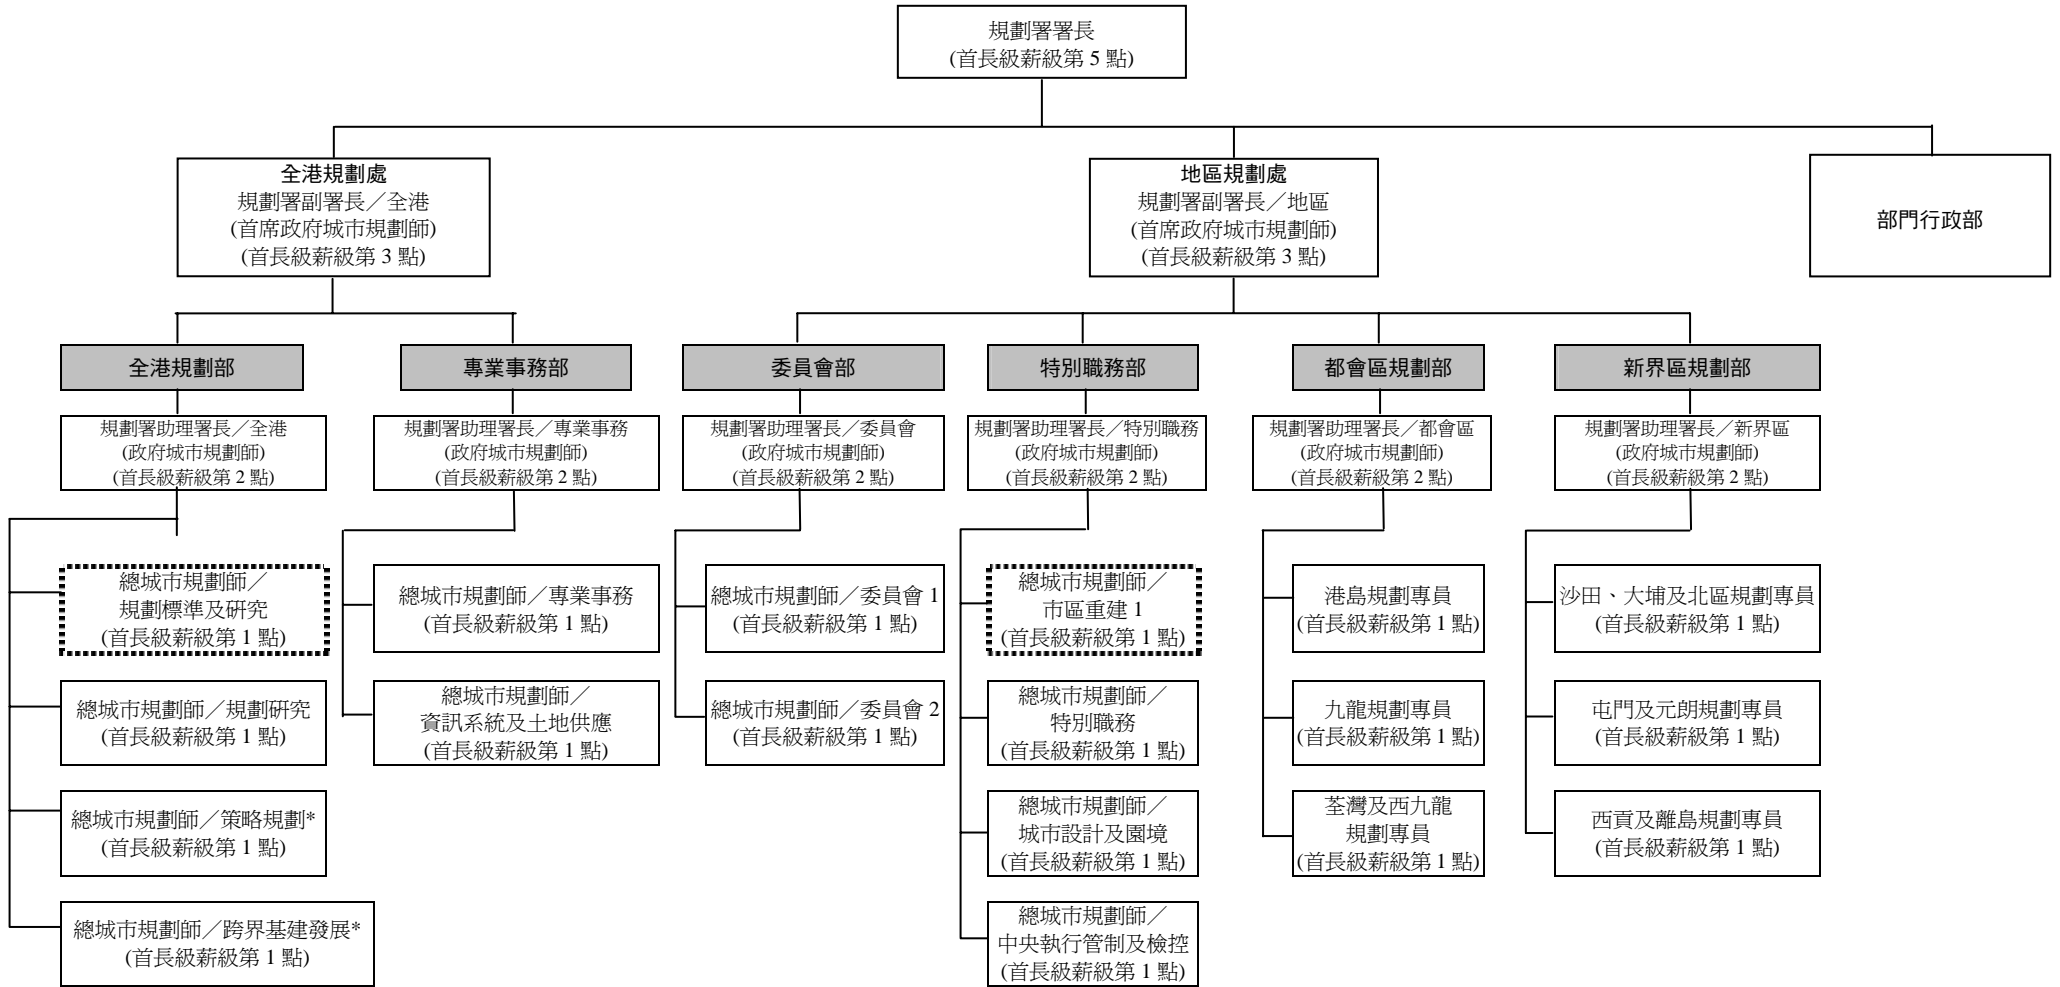 規劃署署長
(首長級薪級第 5 點)
全港規劃處
規劃署副署長／全港
(首席政府城市規劃師)
(首長級薪級第 3 點)
地區規劃處
規劃署副署長／地區
(首席政府城市規劃師)
(首長級薪級第 3 點)
部門行政部
全港規劃部
規劃署助理署長／全港
(政府城市規劃師)
(首長級薪級第 2 點)
總城市規劃師／
規劃標準及研究
(首長級薪級第 1 點)
總城市規劃師／規劃研究
(首長級薪級第 1 點)
總城市規劃師／策略規劃*
(首長級薪級第 1 點)
總城市規劃師／跨界基建發展*
(首長級薪級第 1 點)
專業事務部
規劃署助理署長／專業事務
(政府城市規劃師)
(首長級薪級第 2 點)
總城市規劃師／專業事務
(首長級薪級第 1 點)
總城市規劃師／
資訊系統及土地供應
(首長級薪級第 1 點)
委員會部
規劃署助理署長／委員會
(政府城市規劃師)
(首長級薪級第 2 點)
總城市規劃師／委員會 1
(首長級薪級第 1 點)
總城市規劃師／委員會 2
(首長級薪級第 1 點)
特別職務部
規劃署助理署長／特別職務
(政府城市規劃師)
(首長級薪級第 2 點)
總城市規劃師／
市區重建 1
(首長級薪級第 1 點)
總城市規劃師／
特別職務
(首長級薪級第 1 點)
總城市規劃師／
城市設計及園境
(首長級薪級第 1 點)
總城市規劃師／
中央執行管制及檢控
(首長級薪級第 1 點)
都會區規劃部
規劃署助理署長／都會區
(政府城市規劃師)
(首長級薪級第 2 點)
港島規劃專員
(首長級薪級第 1 點)
九龍規劃專員
(首長級薪級第 1 點)
荃灣及西九龍
規劃專員
(首長級薪級第 1 點)
新界區規劃部
規劃署助理署長／新界區
(政府城市規劃師)
(首長級薪級第 2 點)
沙田、大埔及北區規劃專員
(首長級薪級第 1 點)
屯門及元朗規劃專員
(首長級薪級第 1 點)
西貢及離島規劃專員
(首長級薪級第 1 點)